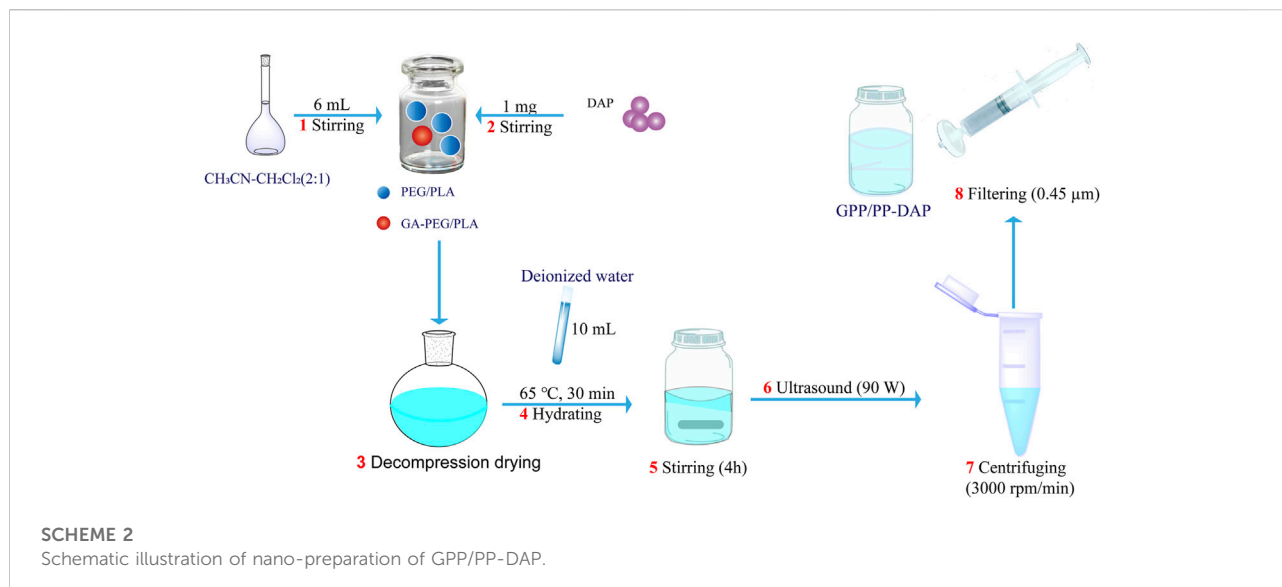 6 mL
1 Stirring
CH₃CN-CH₂Cl₂(2:1)
1 mg
2 Stirring
DAP
PEG/PLA
GA-PEG/PLA
3 Decompression drying
Deionized water
10 mL
65 °C, 30 min
4 Hydrating
5 Stirring (4h)
6 Ultrasound (90 W)
7 Centrifuging
(3000 rpm/min)
8 Filtering (0.45 µm)
GPP/PP-DAP
SCHEME 2
Schematic illustration of nano-preparation of GPP/PP-DAP.